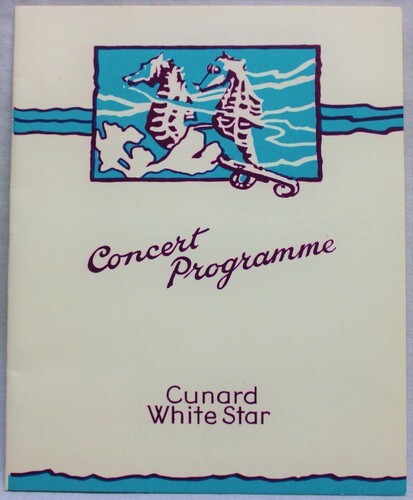 Concert
Programme
Cunard
White Star